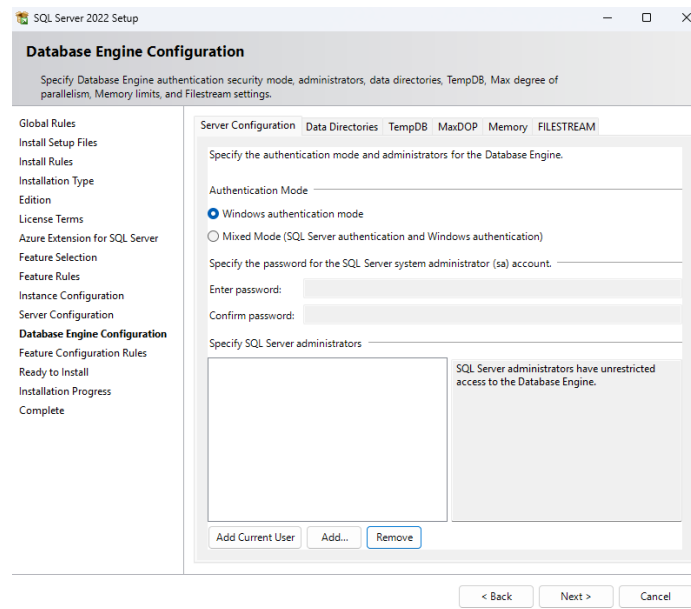 SQL Server 2022 Setup
Database Engine Configuration
Specify Database Engine authentication security mode, administrators, data directories, TempDB, Max degree of
parallelism, Memory limits, and Filestream settings.
Global Rules
Install Setup Files
Install Rules
Installation Type
Edition
License Terms
Azure Extension for SQL Server
Feature Selection
Feature Rules
Instance Configuration
Server Configuration
Database Engine Configuration
Feature Configuration Rules
Ready to Install
Installation Progress
Complete
Server Configuration Data Directories TempDB MaxDOP Memory FILESTREAM
Specify the authentication mode and administrators for the Database Engine.
Authentication Mode
Windows authentication mode
Mixed Mode (SQL Server authentication and Windows authentication)
Specify the password for the SQL Server system administrator (sa) account.
Enter password:
Confirm password:
Specify SQL Server administrators
SQL Server administrators have unrestricted
access to the Database Engine.
Add Current User Add... Remove
< Back Next > Cancel